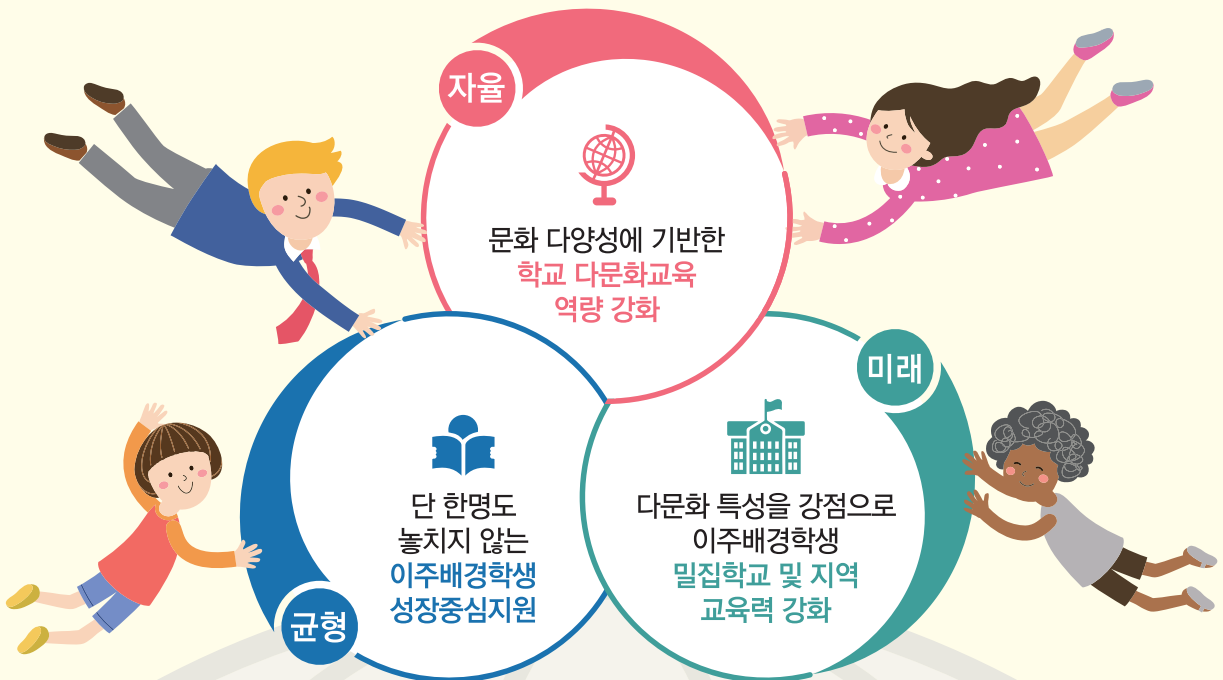 자율
문화 다양성에 기반한
학교 다문화교육
역량 강화
단 한명도
놓치지 않는
이주배경학생
성장중심지원
균형
미래
다문화 특성을 강점으로
이주배경학생
밀집학교 및 지역
교육력 강화